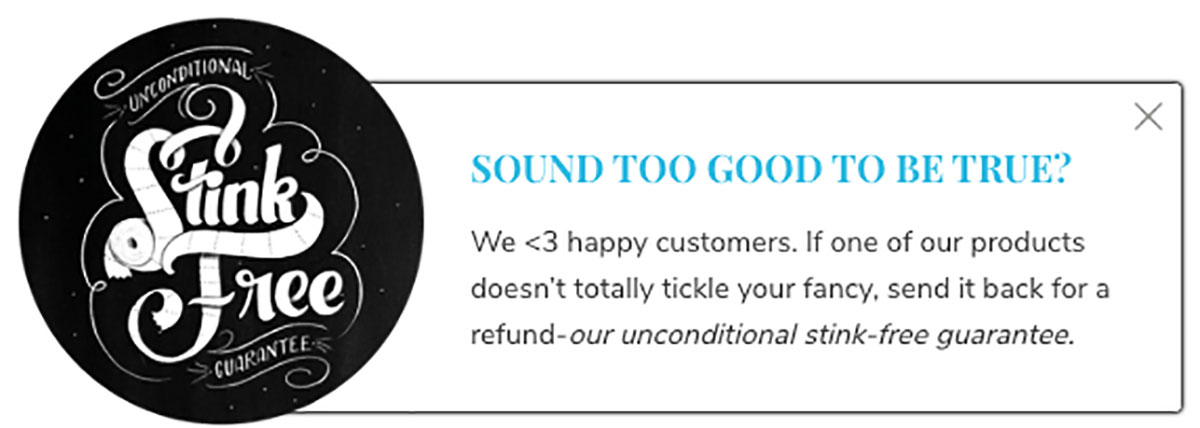 UNCONDITIONAL
Stink
Free
GUARANTEE
SOUND TOO GOOD TO BE TRUE?
We <3 happy customers. If one of our products
doesn't totally tickle your fancy, send it back for a
refund-our unconditional stink-free guarantee.